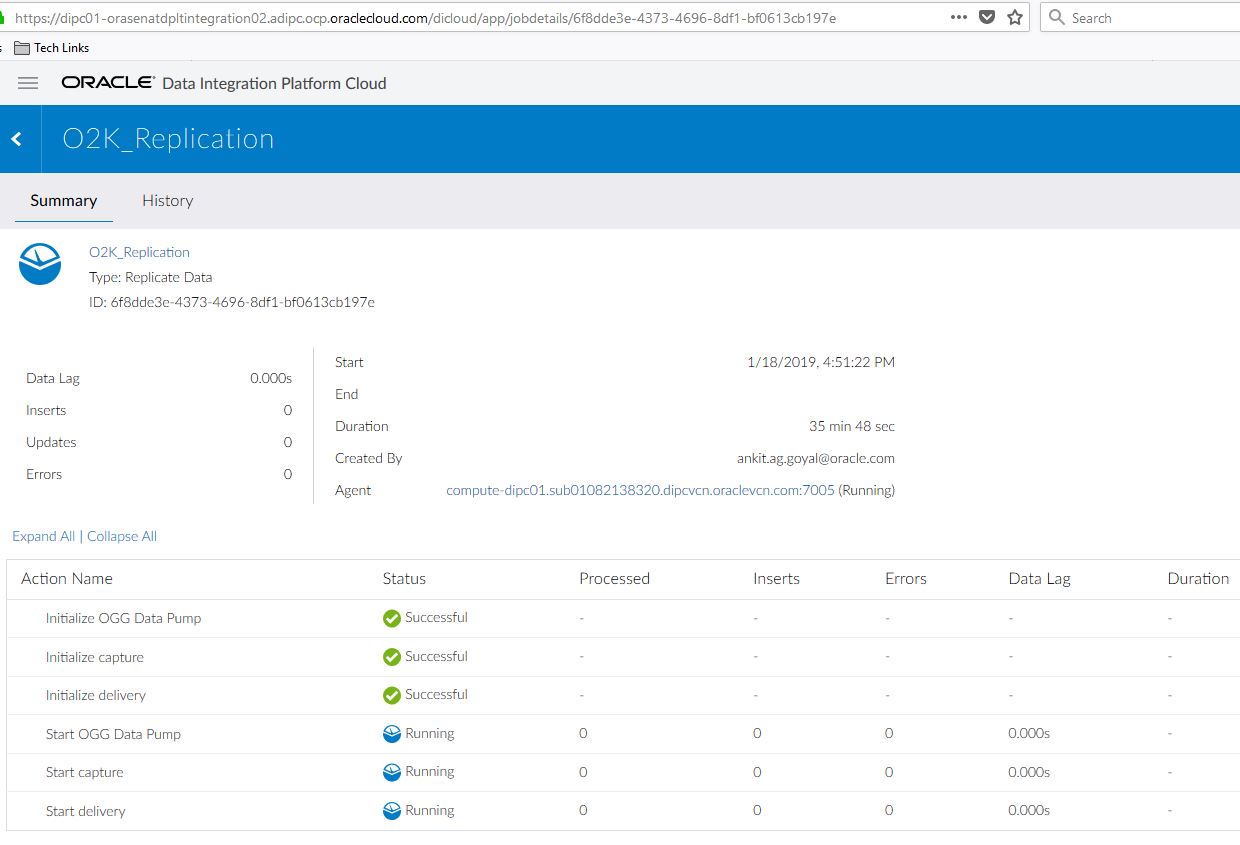 https://dipc01-orasenatdpltintegration02.adipc.ocp.oraclecloud.com/dicloud/app/jobdetails/6f8dde3e-4373-4696-8df1-bf0613cb197e ••• Search
s Tech Links
ORACLE® Data Integration Platform Cloud
O2K_Replication
Summary History
O2K_Replication
Type: Replicate Data
ID: 6f8dde3e-4373-4696-8df1-bf0613cb197e
Data Lag 0.000s
Inserts 0
Updates 0
Errors 0
Start 1/18/2019, 4:51:22 PM
End
Duration 35 min 48 sec
Created By ankit.ag.goyal@oracle.com
Agent compute-dipc01.sub01082138320.dipcvcn.oraclevcn.com:7005 (Running)
Expand All | Collapse All
Action Name Status Processed Inserts Errors Data Lag Duration
Initialize OGG Data Pump Successful - - - - -
Initialize capture Successful - - - - -
Initialize delivery Successful - - - - -
Start OGG Data Pump Running 0 0 0 0.000s -
Start capture Running 0 0 0 0.000s -
Start delivery Running 0 0 0 0.000s -